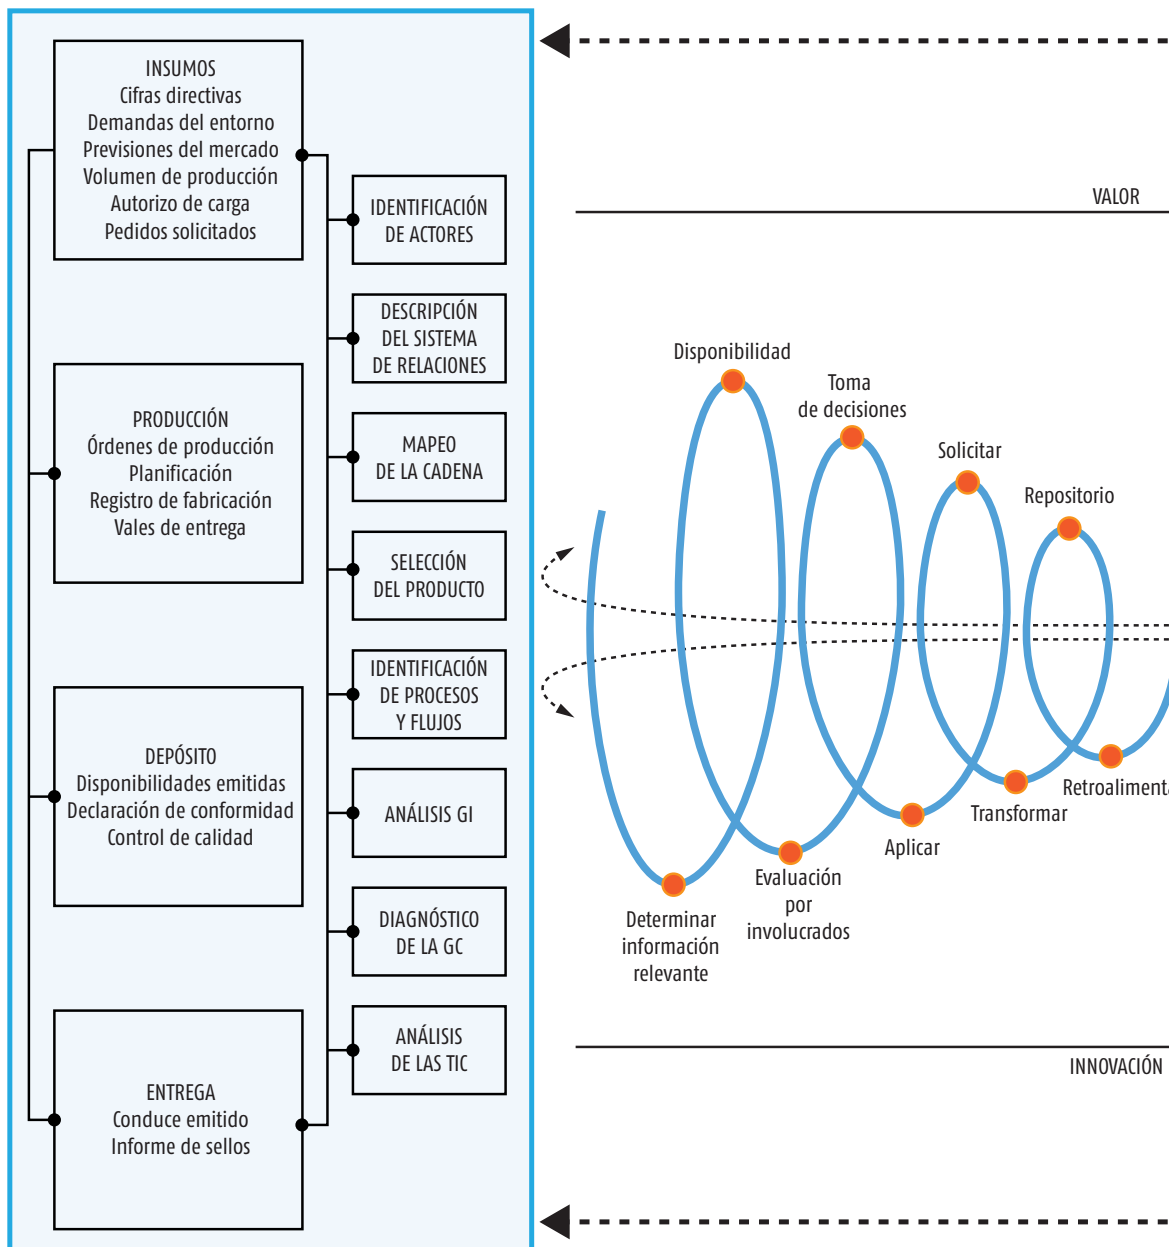 INSUMOS
Cifras directivas
Demandas del entorno
Previsiones del mercado
Volumen de producción
Autorizo de carga
Pedidos solicitados
PRODUCCIÓN
Órdenes de producción
Planificación
Registro de fabricación
Vales de entrega
DEPÓSITO
Disponibilidades emitidas
Declaración de conformidad
Control de calidad
ENTREGA
Conduce emitido
Informe de sellos
IDENTIFICACIÓN
DE ACTORES
DESCRIPCIÓN
DEL SISTEMA
DE RELACIONES
MAPEO
DE LA CADENA
SELECCIÓN
DEL PRODUCTO
IDENTIFICACIÓN
DE PROCESOS
Y FLUJOS
ANÁLISIS GI
DIAGNÓSTICO
DE LA GC
ANÁLISIS
DE LAS TIC
VALOR
Disponibilidad
Toma
de decisiones
Solicitar
Repositorio
Retroalimenta
Transformar
Aplicar
Evaluación
por
involucrados
Determinar
información
relevante
INNOVACIÓN